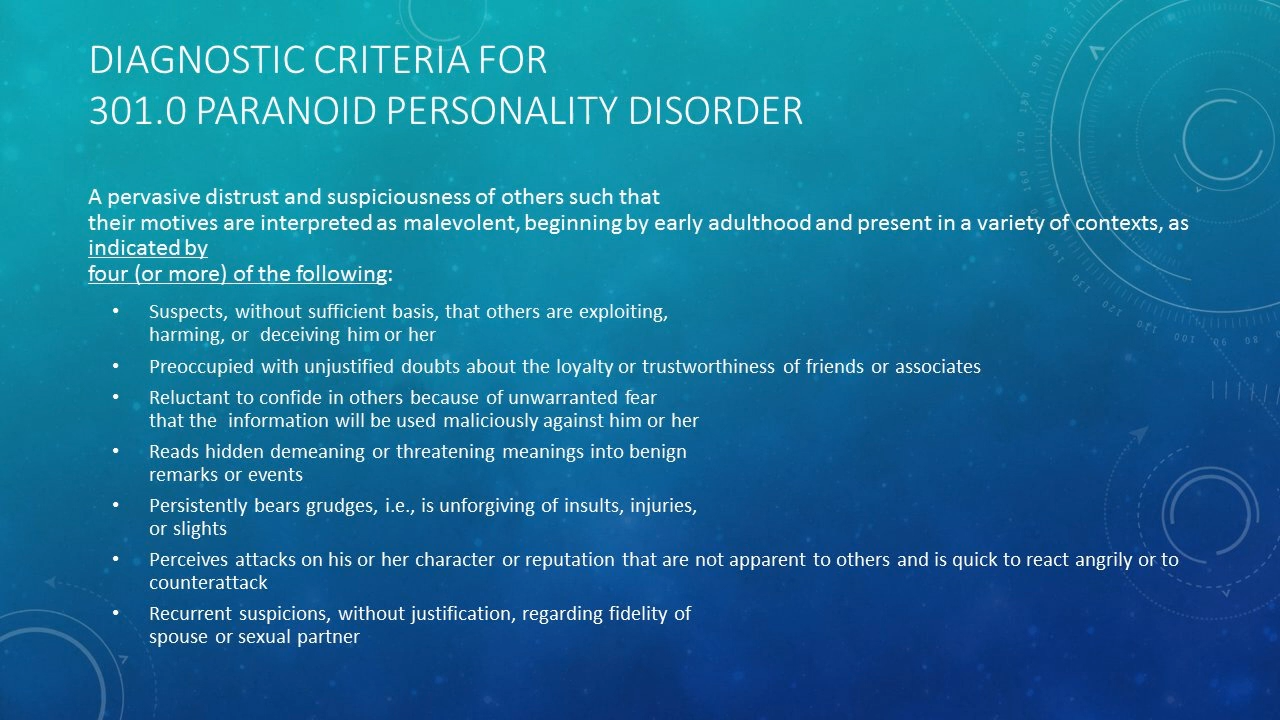 DIAGNOSTIC CRITERIA FOR
301.0 PARANOID PERSONALITY DISORDER
A pervasive distrust and suspiciousness of others such that
their motives are interpreted as malevolent, beginning by early adulthood and present in a variety of contexts, as
indicated by
four (or more) of the following:
• Suspects, without sufficient basis, that others are exploiting,
harming, or deceiving him or her
• Preoccupied with unjustified doubts about the loyalty or trustworthiness of friends or associates
• Reluctant to confide in others because of unwarranted fear
that the information will be used maliciously against him or her
• Reads hidden demeaning or threatening meanings into benign
remarks or events
• Persistently bears grudges, i.e., is unforgiving of insults, injuries,
or slights
• Perceives attacks on his or her character or reputation that are not apparent to others and is quick to react angrily or to
counterattack
• Recurrent suspicions, without justification, regarding fidelity of
spouse or sexual partner